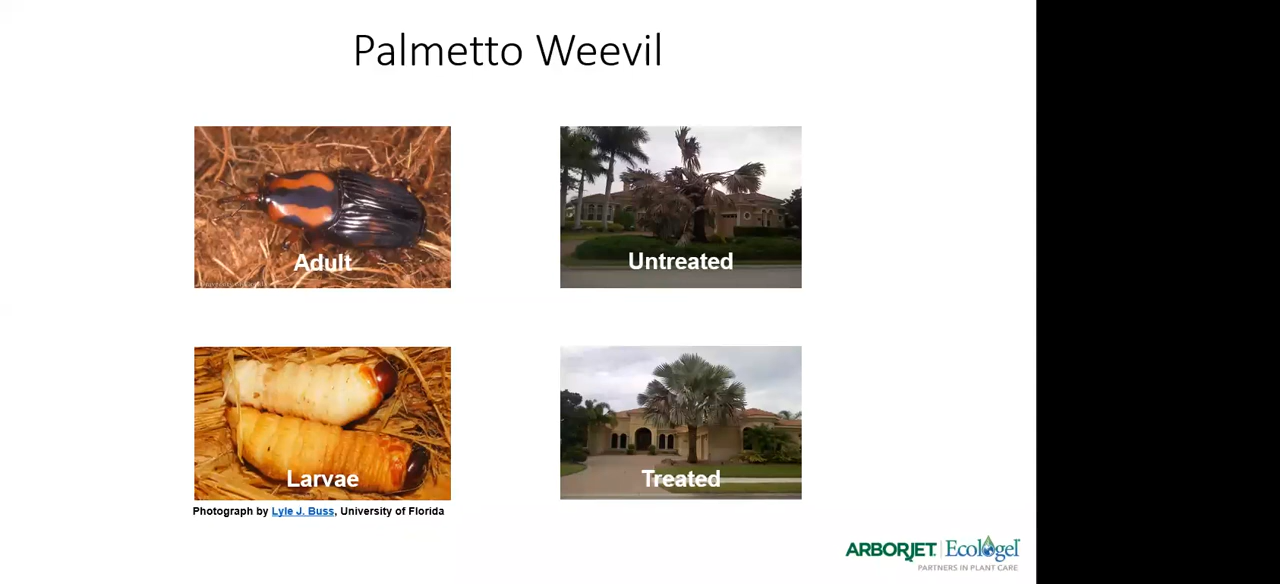 Palmetto Weevil
Adult
Untreated
Larvae
Treated
Photograph by Lyle J. Buss, University of Florida
ARBORJET | Ecologel
PARTNERS IN PLANT CARE